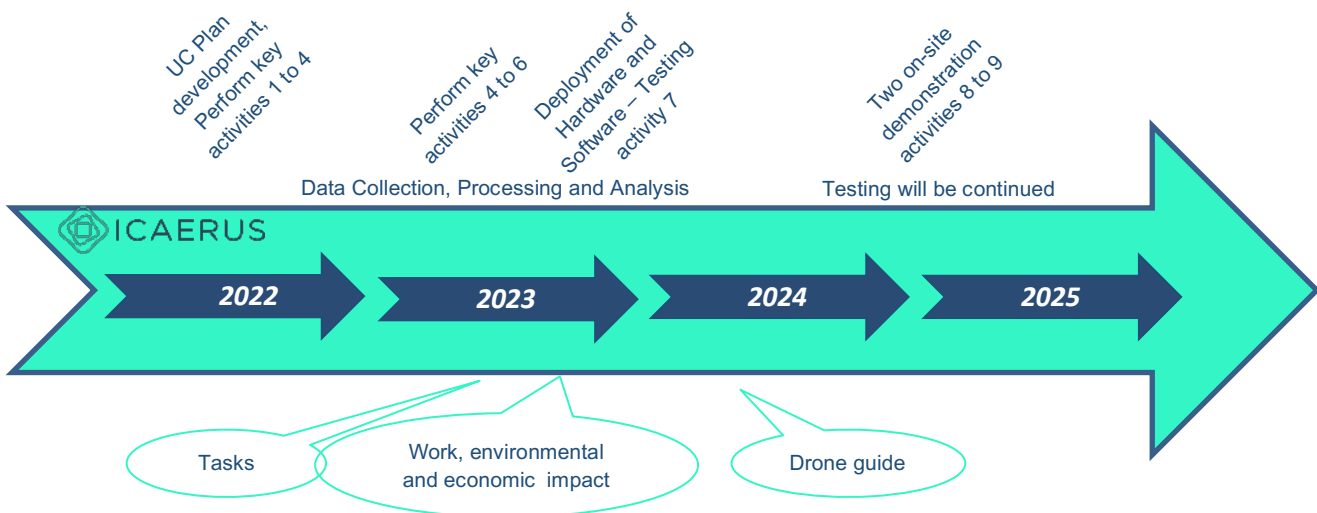 UC Plan
development,
Perform key
activities 1 to 4
Perform key
activities 4 to 6
Deployment of
Hardware and
Software – Testing
activity 7
Two on-site
demonstration
activities 8 to 9
Data Collection, Processing and Analysis
Testing will be continued
ICAERUS
2022
2023
2024
2025
Tasks
Work, environmental
and economic impact
Drone guide